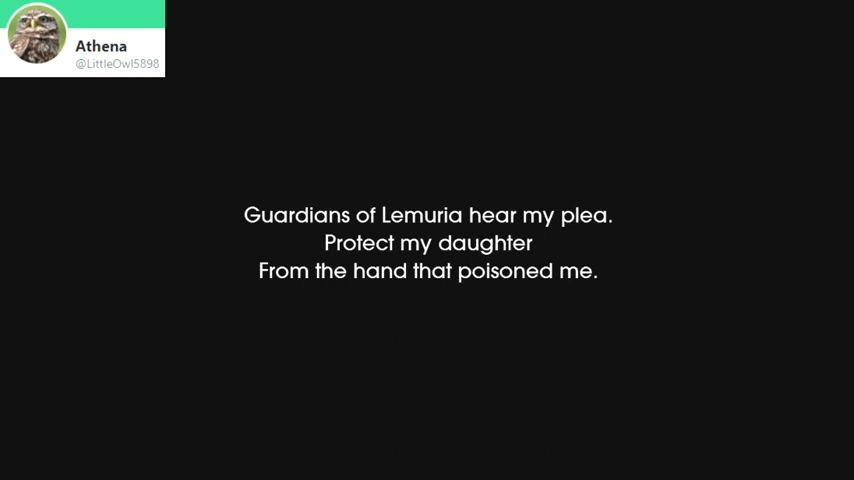 Athena
@LittleOwl5898
Guardians of Lemuria hear my plea.
Protect my daughter
From the hand that poisoned me.